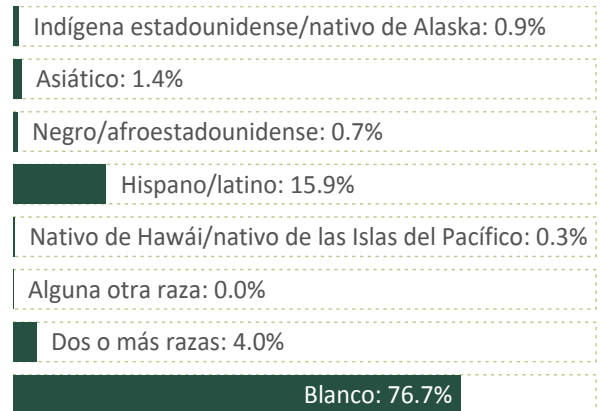 Indígena estadounidense/nativo de Alaska: 0.9%
Asiático: 1.4%
Negro/afroestadounidense: 0.7%
Hispano/latino: 15.9%
Nativo de Hawái/nativo de las Islas del Pacífico: 0.3%
Alguna otra raza: 0.0%
Dos o más razas: 4.0%
Blanco: 76.7%